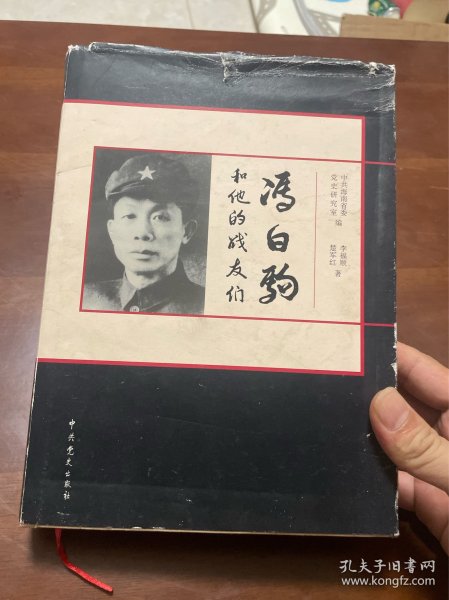 冯白驹
和他的战友们
中共海南省委
党史研究室 编
李福顺
楚军红 著
中共党史出版社
孔夫子旧书网
www.kongfz.com